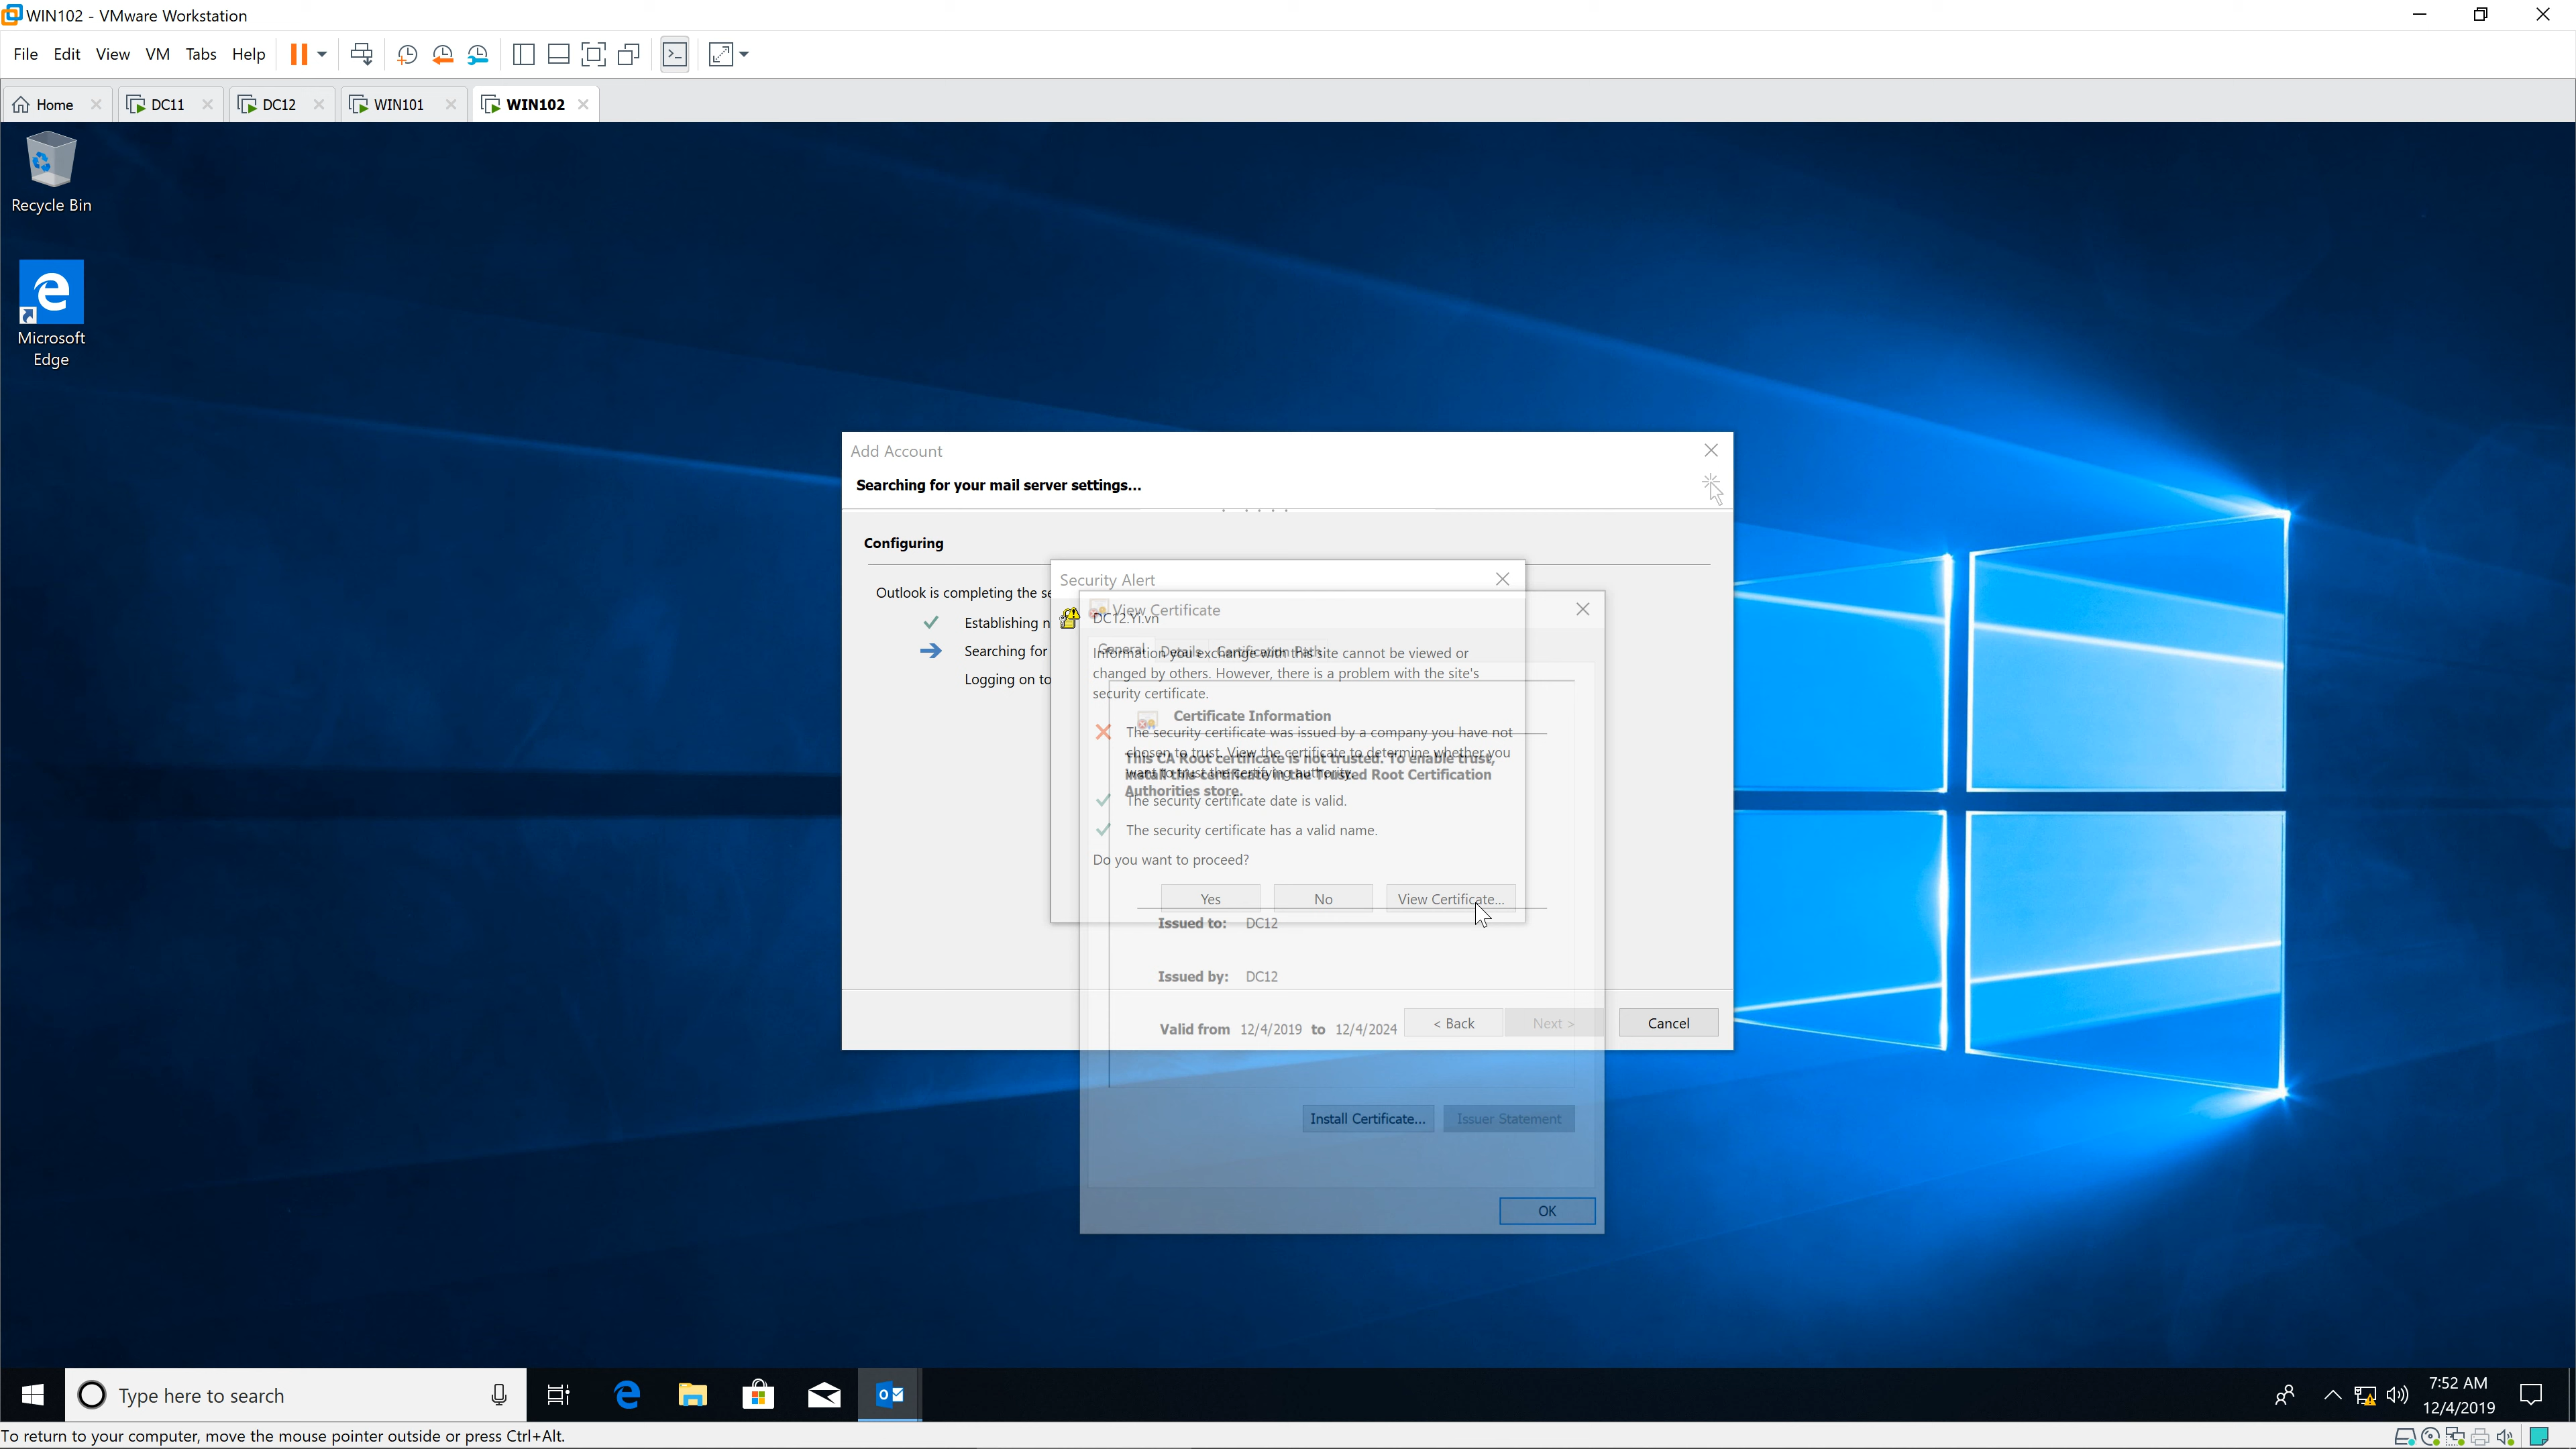 WIN102 - VMware Workstation
File Edit View VM Tabs Help
Home DC11 DC12 WIN101 WIN102
Recycle Bin
Microsoft
Edge
Add Account
Searching for your mail server settings...
Configuring
Outlook is completing the se
Establishing n
Searching for
Logging on to
Security Alert
View Certificate
DC12.Yi.vn
General Details Certification Path
Information you exchange with this site cannot be viewed or
changed by others. However, there is a problem with the site's
security certificate.
Certificate Information
The security certificate was issued by a company you have not
chosen to trust. View the certificate to determine whether you
want to trust the certifying authority.
This CA Root certificate is not trusted. To enable trust,
install this certificate in the Trusted Root Certification
Authorities store.
The security certificate date is valid.
The security certificate has a valid name.
Do you want to proceed?
Yes No View Certificate...
Issued to: DC12
Issued by: DC12
Valid from 12/4/2019 to 12/4/2024
< Back Next > Cancel
Install Certificate... Issuer Statement
OK
Type here to search
7:52 AM
12/4/2019
To return to your computer, move the mouse pointer outside or press Ctrl+Alt.